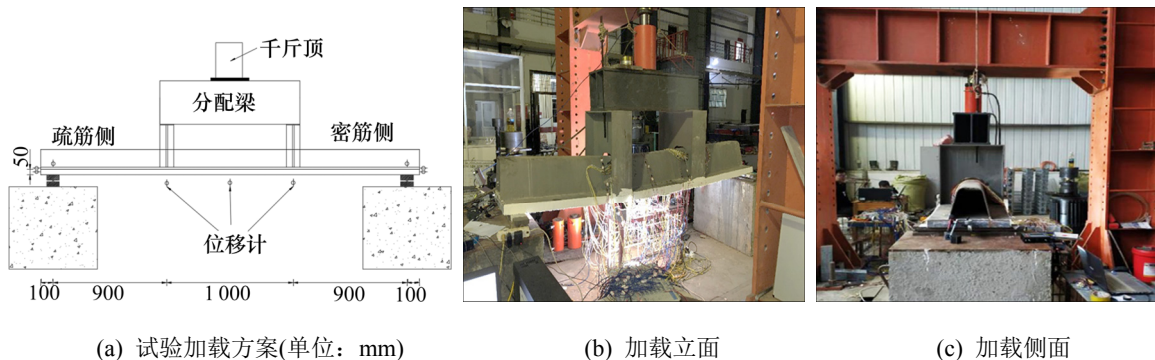 千斤顶
分配梁
疏筋侧
密筋侧
50
位移计
100 900 1 000 900 100
(a) 试验加载方案(单位：mm)
(b) 加载立面
(c) 加载侧面